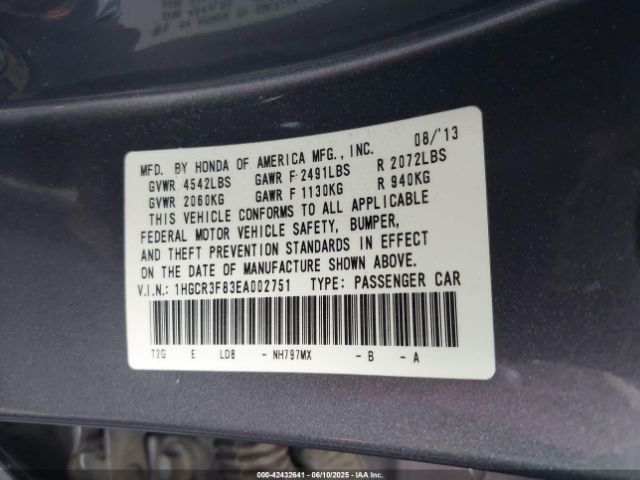 MFD. BY HONDA OF AMERICA MFG., INC. 08/'13
GVWR 4542LBS GAWR F 2491LBS R 2072LBS
GVWR 2060KG GAWR F 1130KG R 940KG
THIS VEHICLE CONFORMS TO ALL APPLICABLE
FEDERAL MOTOR VEHICLE SAFETY, BUMPER,
AND THEFT PREVENTION STANDARDS IN EFFECT
ON THE DATE OF MANUFACTURE SHOWN ABOVE.
V.I.N.: 1HGCR3F83EA002751 TYPE: PASSENGER CAR
T2G E LD8 - NH797MX - B - A
000-42432641 - 06/10/2025 - IAA Inc.